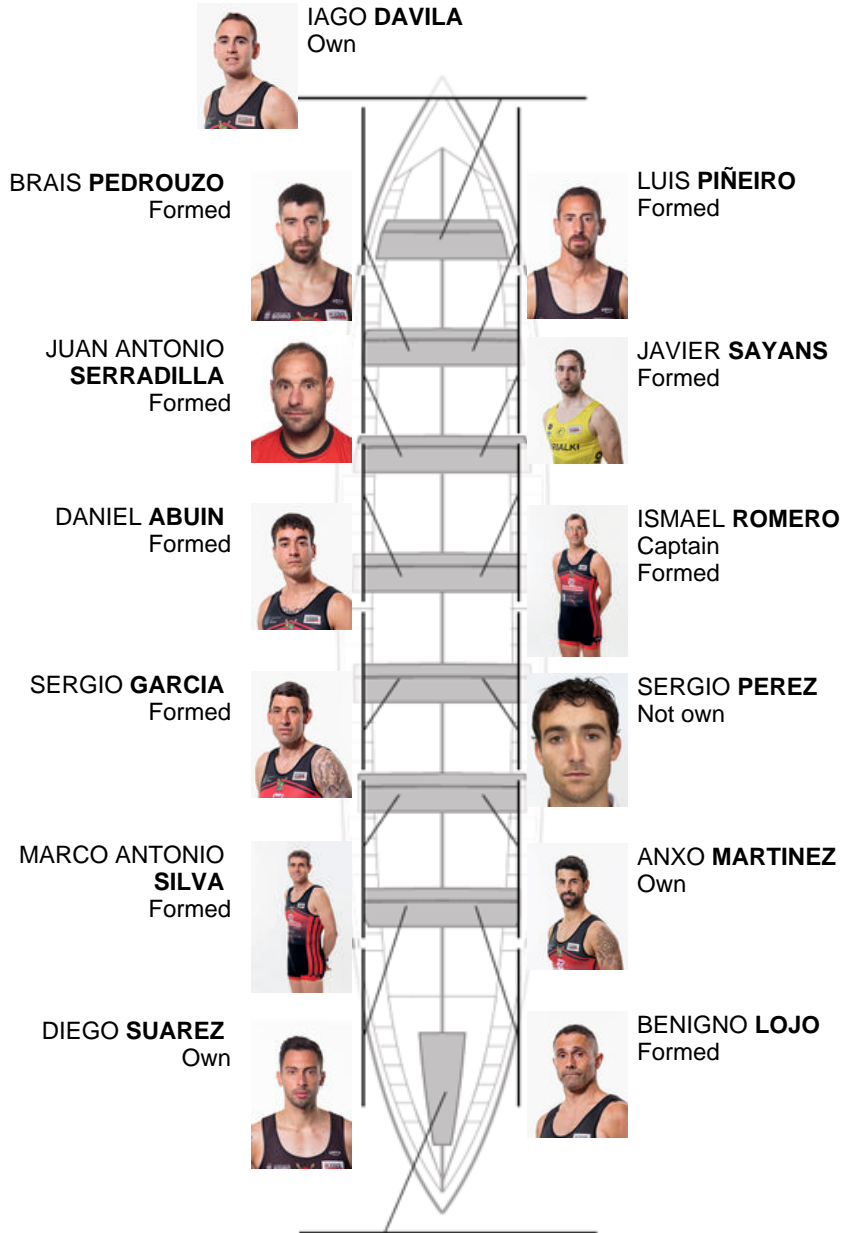 IAGO DAVILA
Own
BRAIS PEDROUZO
Formed
LUIS PIÑEIRO
Formed
JUAN ANTONIO
SERRADILLA
Formed
JAVIER SAYANS
Formed
DANIEL ABUIN
Formed
ISMAEL ROMERO
Captain
Formed
SERGIO GARCIA
Formed
SERGIO PEREZ
Not own
MARCO ANTONIO
SILVA
Formed
ANXO MARTINEZ
Own
DIEGO SUAREZ
Own
BENIGNO LOJO
Formed